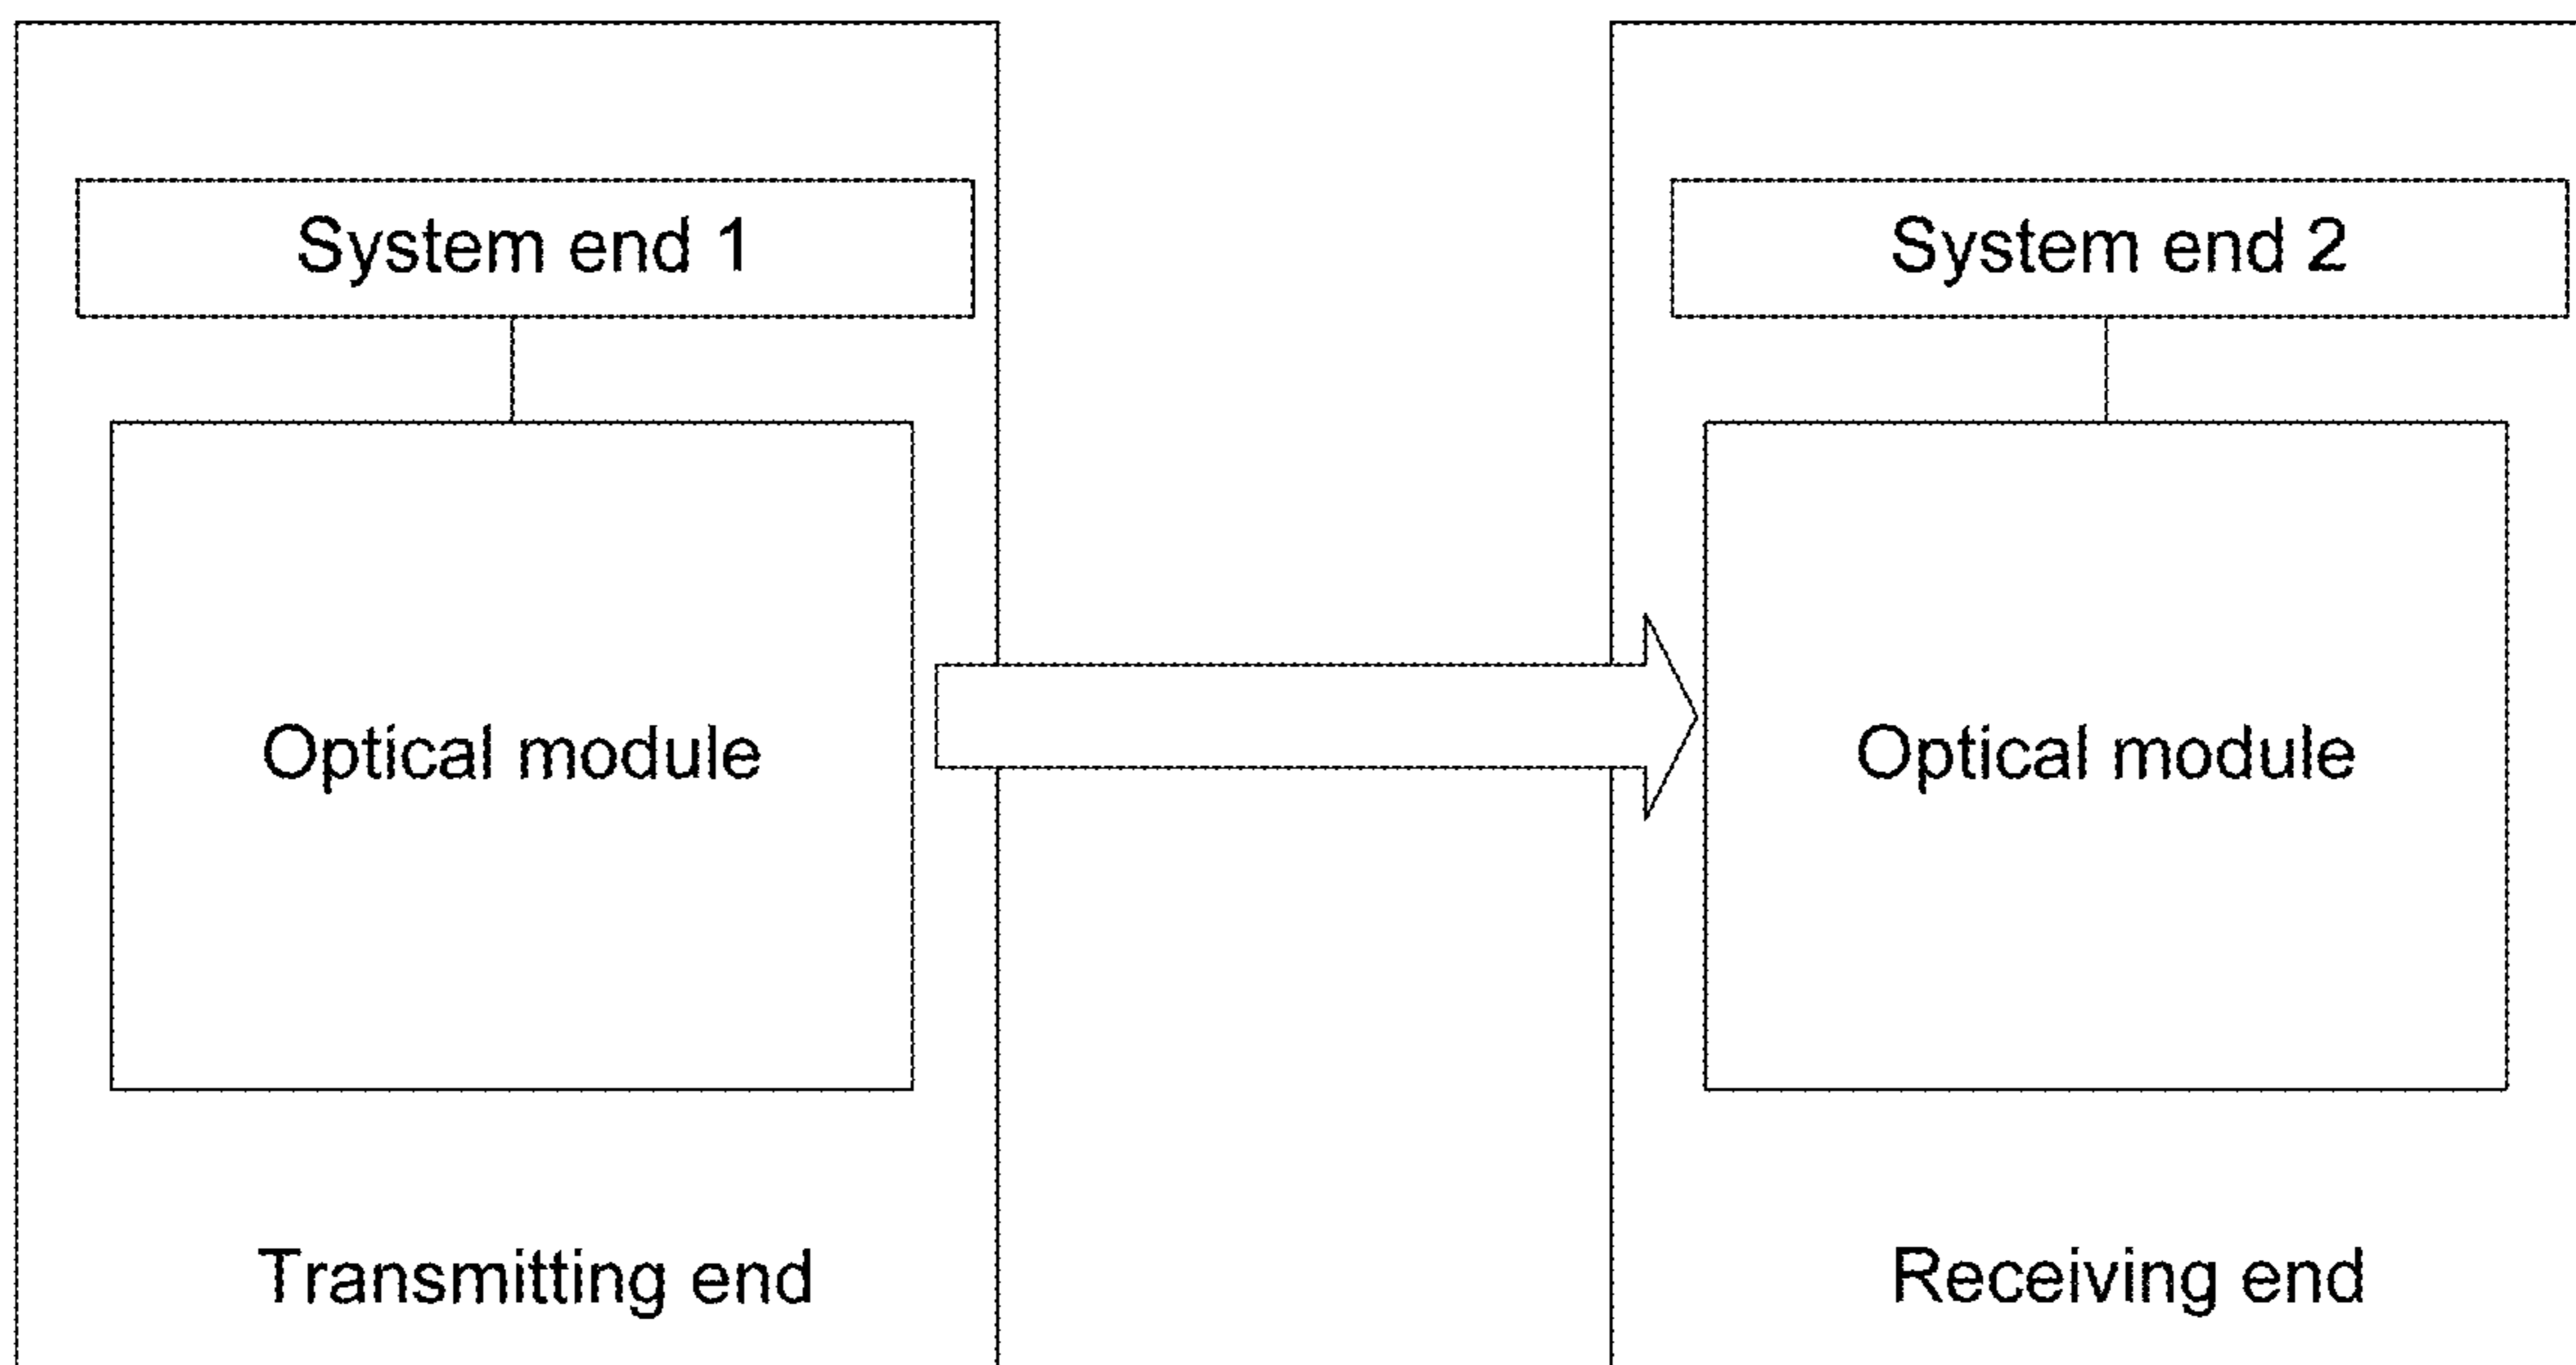 System end 1
System end 2
Optical module
Optical module
Transmitting end
Receiving end